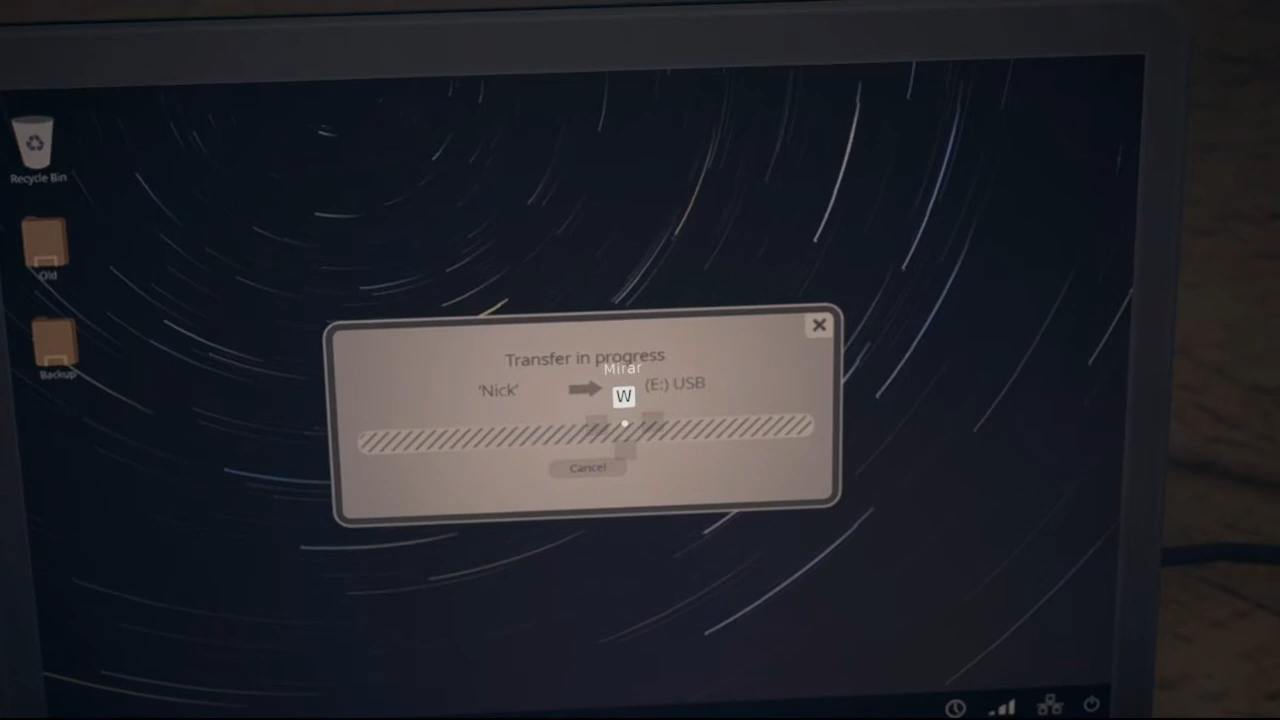 Recycle Bin
Old
Backup
Transfer in progress
Mirar
'Nick'
(E:) USB
W
Cancel